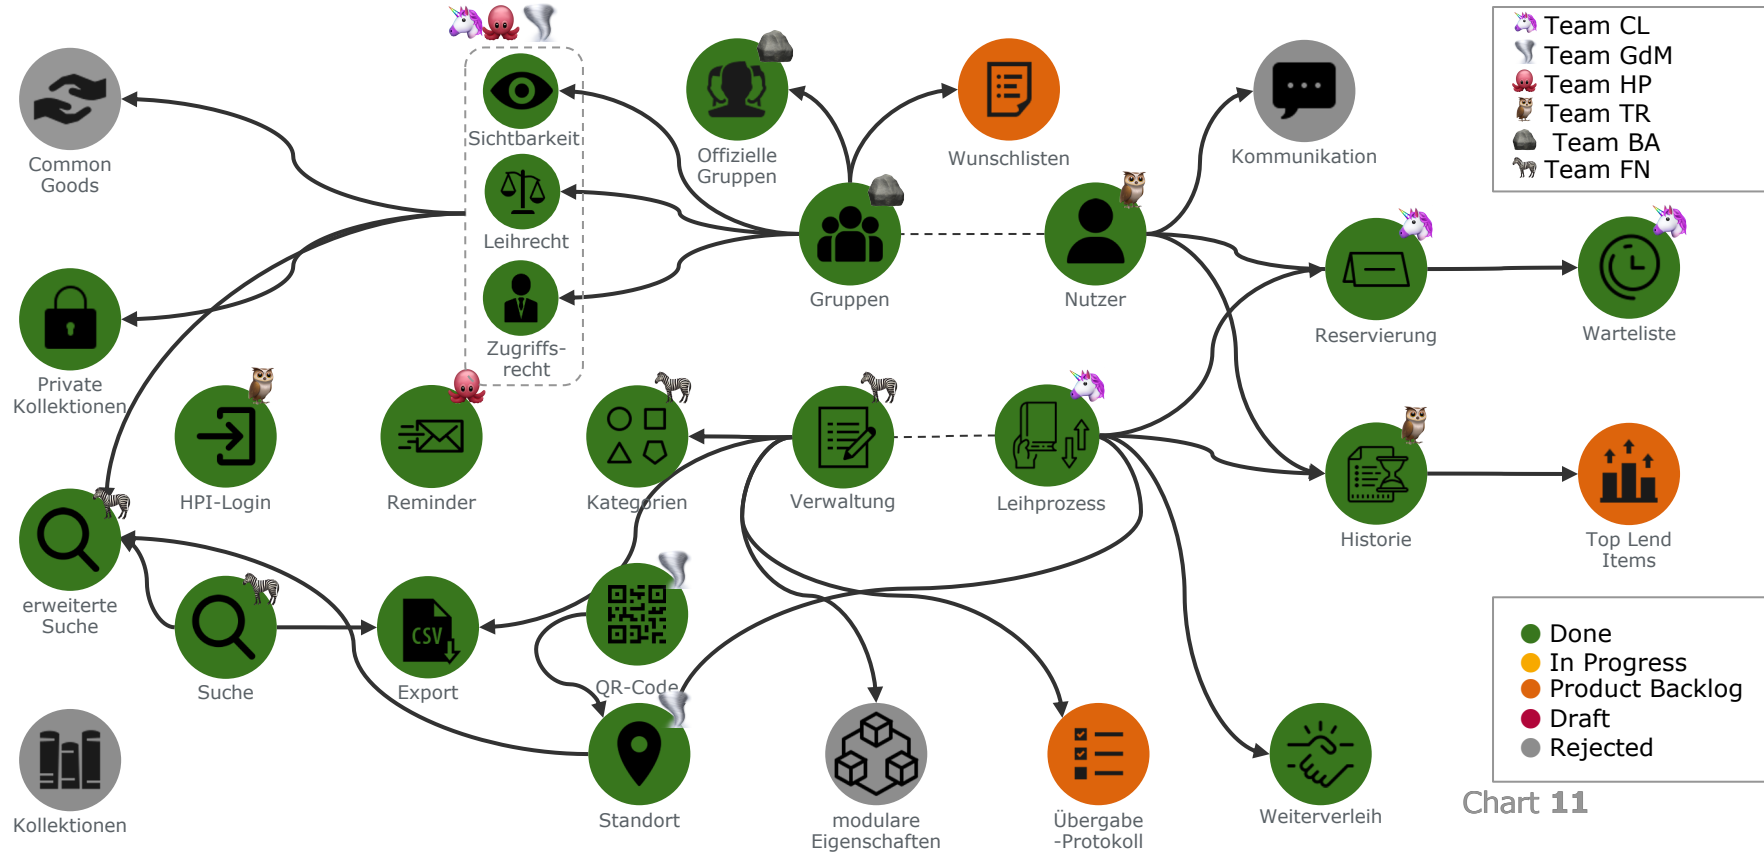 Team CL
Team GdM
Team HP
Team TR
Team BA
Team FN
Common
Goods
Sichtbarkeit
Offizielle
Gruppen
Wunschlisten
Kommunikation
Leihrecht
Gruppen
Nutzer
Reservierung
Warteliste
Zugriffs-
recht
Private
Kollektionen
HPI-Login
Reminder
Kategorien
Verwaltung
Leihprozess
Historie
Top Lend
Items
erweiterte
Suche
Suche
CSV
Export
QR-Code
Done
In Progress
Product Backlog
Draft
Rejected
Kollektionen
Standort
modulare
Eigenschaften
Übergabe
-Protokoll
Weiterverleih
Chart 11